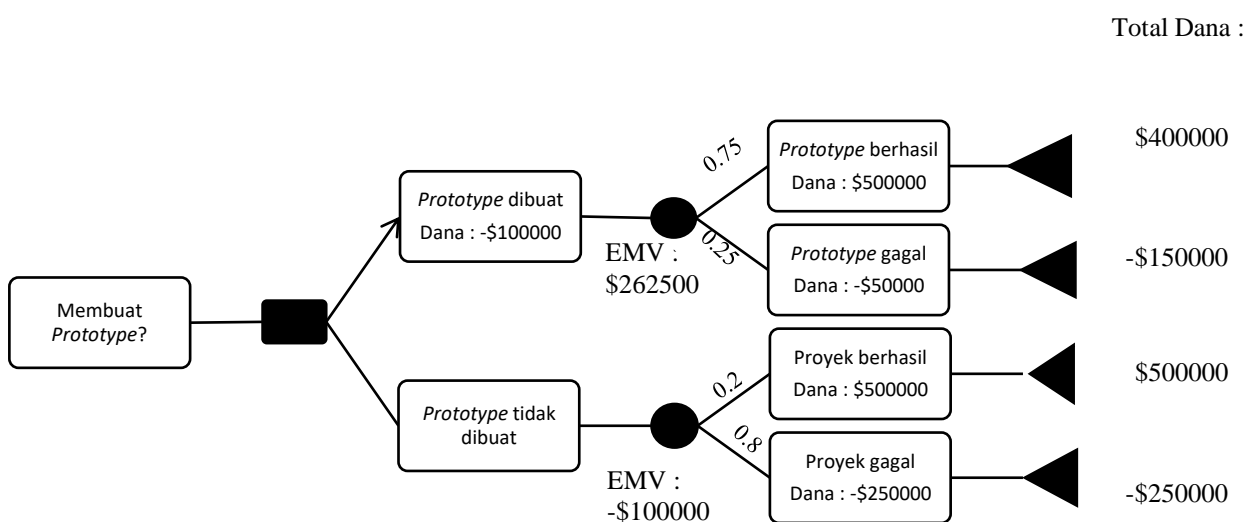 Total Dana :
$400000
Prototype berhasil
Dana : $500000
0.75
Prototype dibuat
Dana : -$100000
0.25
EMV :
$262500
Prototype gagal
Dana : -$50000
-$150000
Membuat
Prototype?
Proyek berhasil
Dana : $500000
$500000
0.2
Prototype tidak
dibuat
0.8
Proyek gagal
Dana : -$250000
-$250000
EMV :
-$100000